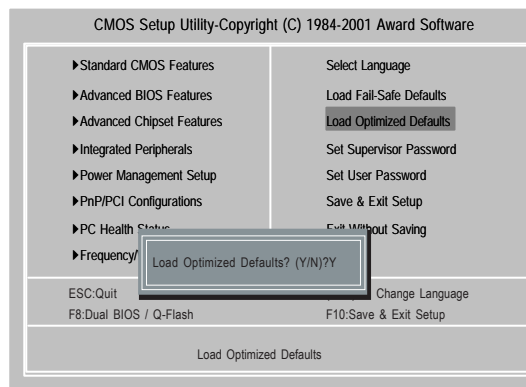 CMOS Setup Utility-Copyright (C) 1984-2001 Award Software
▶Standard CMOS Features
▶Advanced BIOS Features
▶Advanced Chipset Features
▶Integrated Peripherals
▶Power Management Setup
▶PnP/PCI Configurations
▶PC Health Status
▶Frequency/
Select Language
Load Fail-Safe Defaults
Load Optimized Defaults
Set Supervisor Password
Set User Password
Save & Exit Setup
Exit Without Saving
Load Optimized Defaults? (Y/N)?Y
ESC:Quit Change Language
F8:Dual BIOS / Q-Flash F10:Save & Exit Setup
Load Optimized Defaults